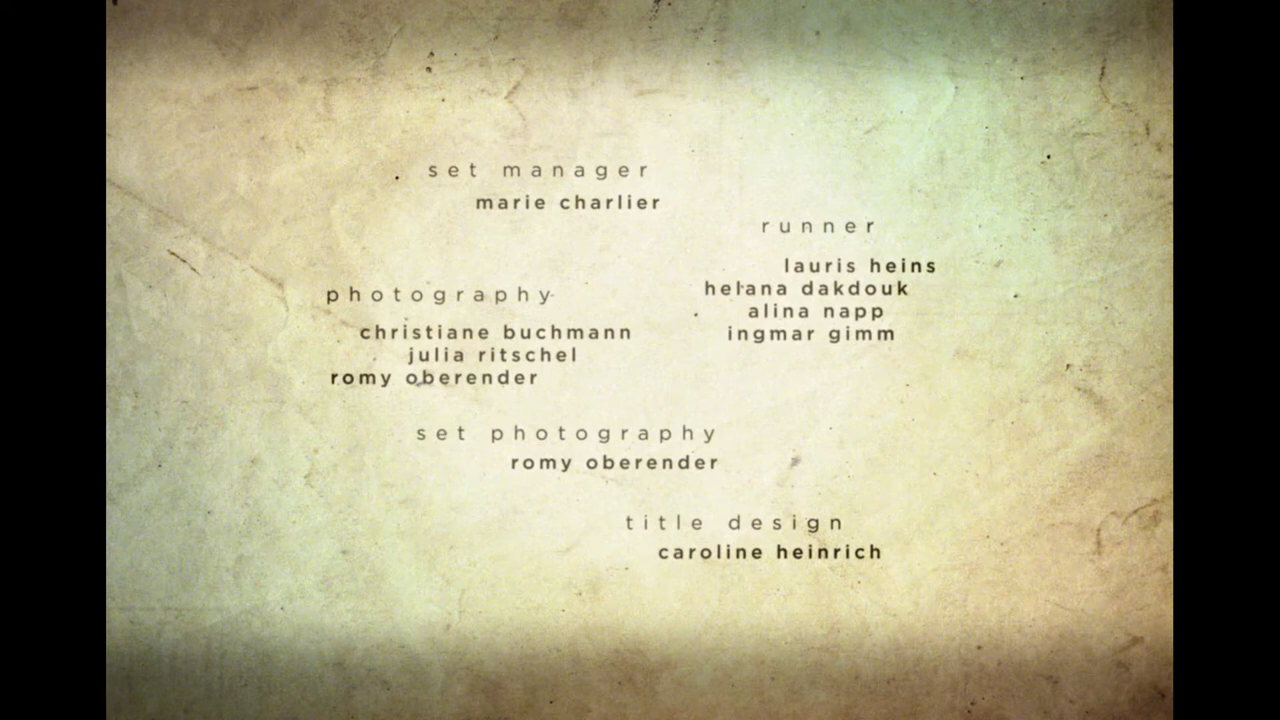 set manager
marie charlier
runner
lauris heins
helana dakdouk
alina napp
ingmar gimm
photography
christiane buchmann
julia ritschel
romy oberender
set photography
romy oberender
title design
caroline heinrich